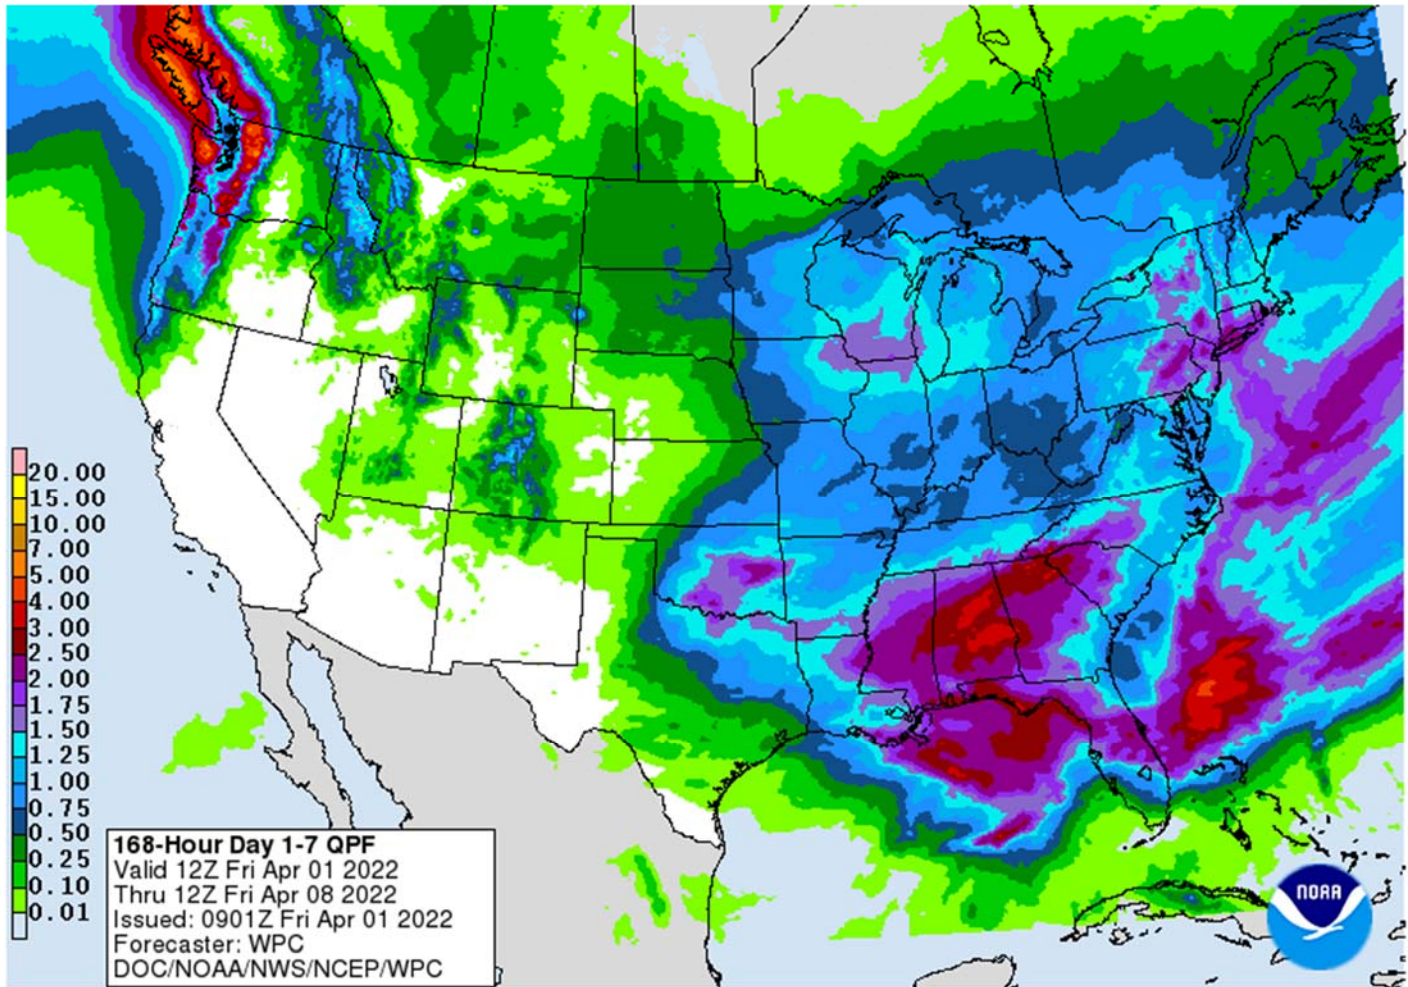 20.00
15.00
10.00
7.00
5.00
4.00
3.00
2.50
2.00
1.75
1.50
1.25
1.00
0.75
0.50
0.25
0.10
0.01
168-Hour Day 1-7 QPF
Valid 12Z Fri Apr 01 2022
Thru 12Z Fri Apr 08 2022
Issued: 0901Z Fri Apr 01 2022
Forecaster: WPC
DOC/NOAA/NWS/NCEP/WPC
NOAA